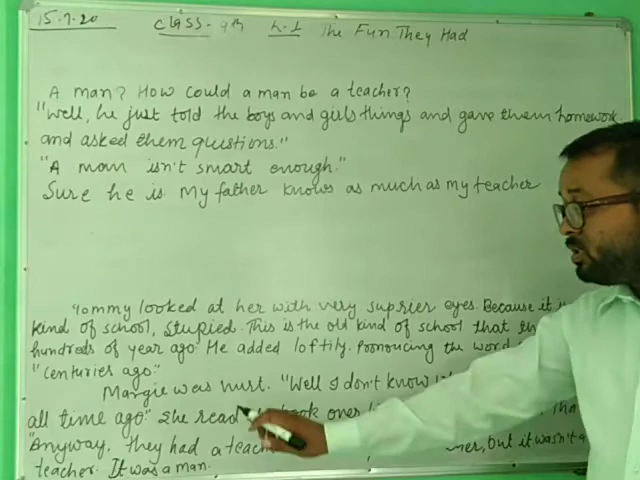 15.7.20 Class - 9th L-1 The Fun They Had
A man? How could a man be a teacher?
"Well, he just told the boys and girls things and gave them homework
and asked them questions."
"A man isn't smart enough."
Sure he is. My father knows as much as my teacher
Tommy looked at her with very suprier eyes. Because it
kind of school, stupied. This is the old kind of school that
hundreds of year ago. He added loftily. Pronoucing the word
"Centuries ago."
Margie was hurt. "Well I don't know
all time ago." She read book over
"Anyway. They had a but it wasn't
teacher. It was a man.